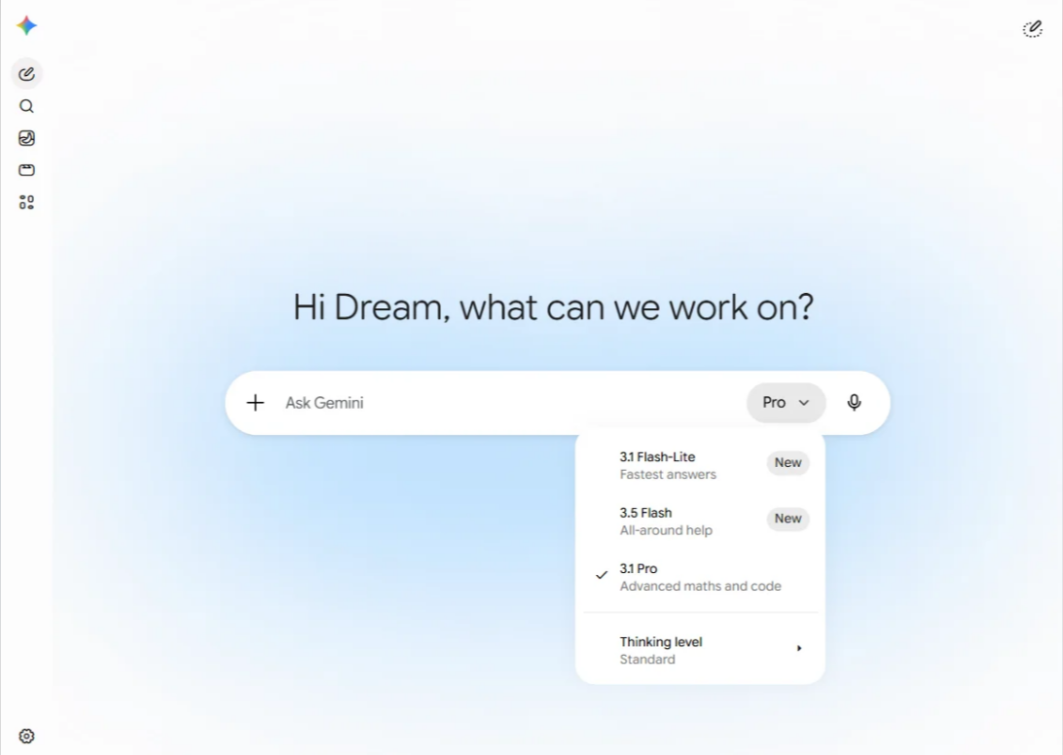 Hi Dream, what can we work on?
Ask Gemini
Pro
3.1 Flash-Lite
Fastest answers
New
3.5 Flash
All-around help
New
3.1 Pro
Advanced maths and code
Thinking level
Standard